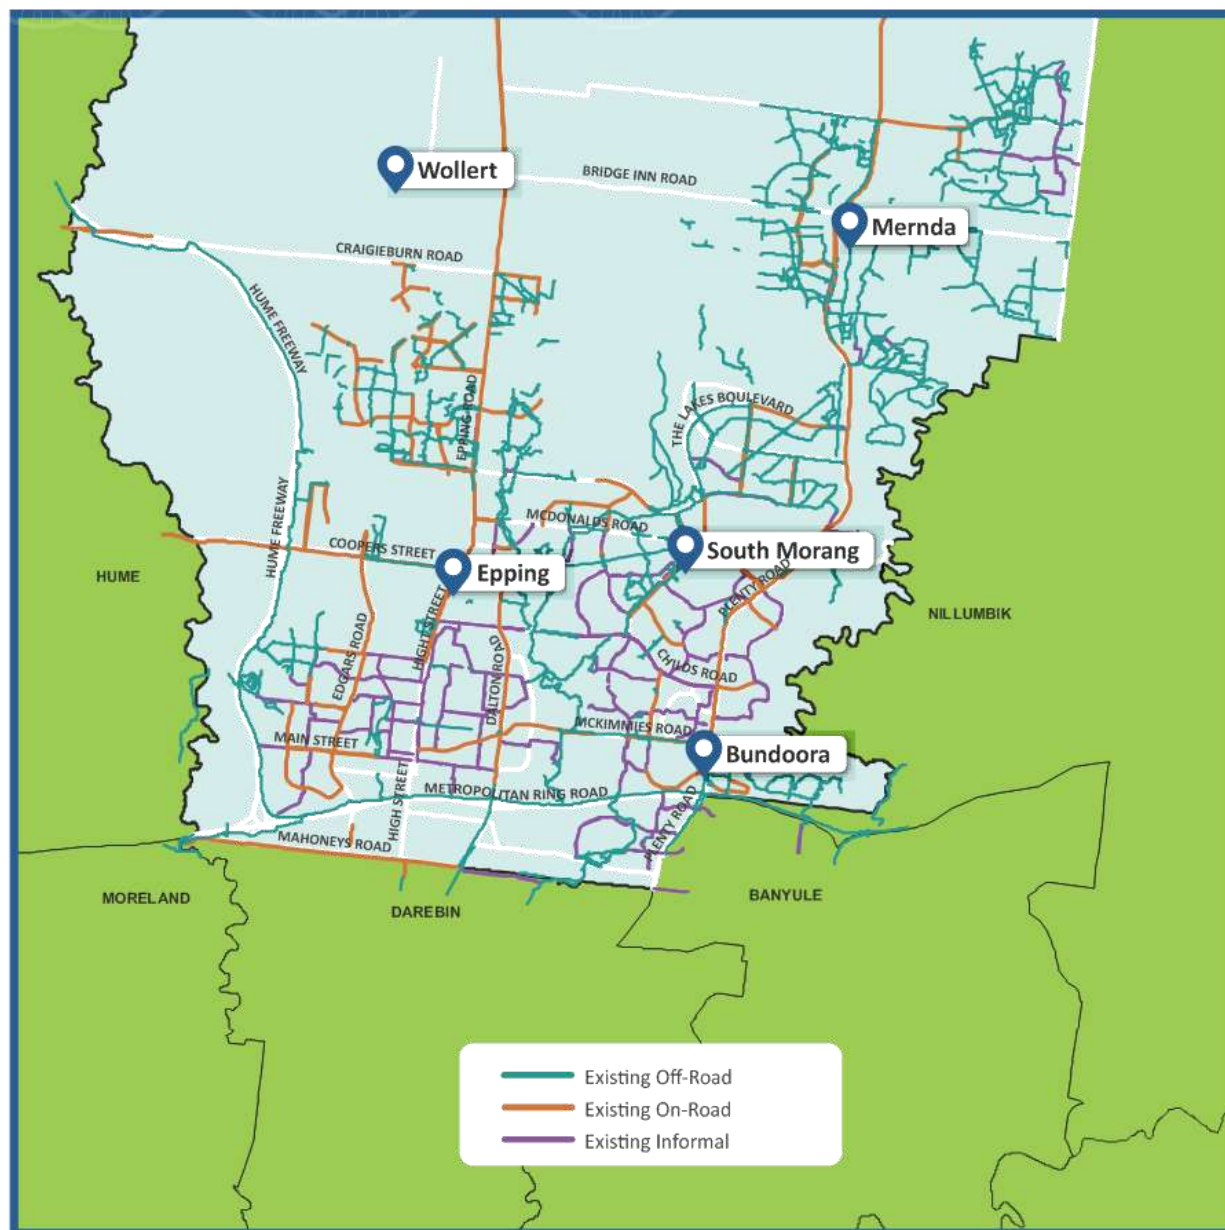 Wollert
BRIDGE INN ROAD
Mernda
CRAIGIEBURN ROAD
HUME FREEWAY
THE LAKES BOULEVARD
EPPING ROAD
HUME FREEWAY
MCDONALDS ROAD
COOPERS STREET
South Morang
Epping
HUME
PLENTY ROAD
NILLUMBIK
HIGHT STREET
EDGARS ROAD
DALTON ROAD
CHILDS ROAD
MCKIMMIES ROAD
MAIN STREET
Bundoora
METROPOLITAN RING ROAD
HIGH STREET
PLENTY ROAD
MAHONEYS ROAD
MORELAND
DAREBIN
BANYULE
Existing Off-Road
Existing On-Road
Existing Informal